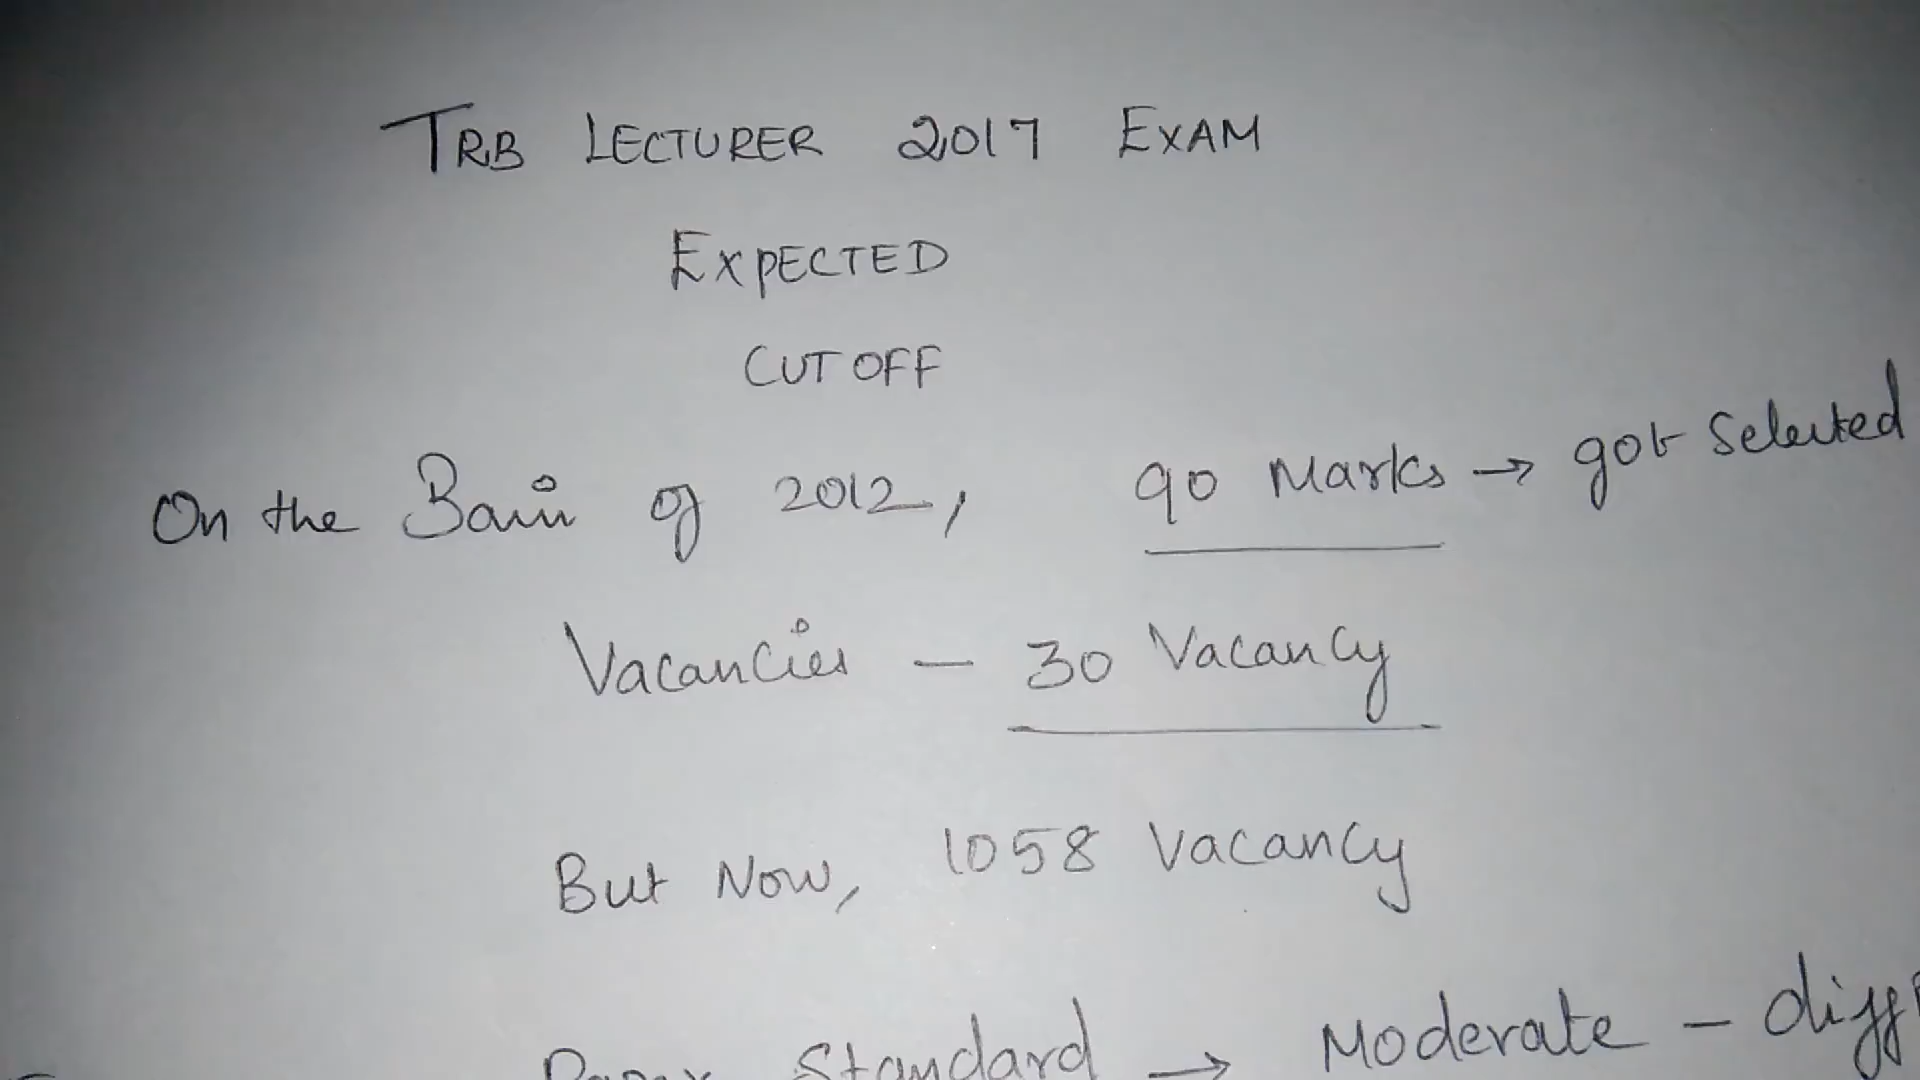 TRB LECTURER 2017 EXAM
EXPECTED
CUT OFF
On the Basis of 2012, 90 Marks → got Selected
Vacancies – 30 Vacancy
But Now, 1058 Vacancy
Paper Standard → Moderate –